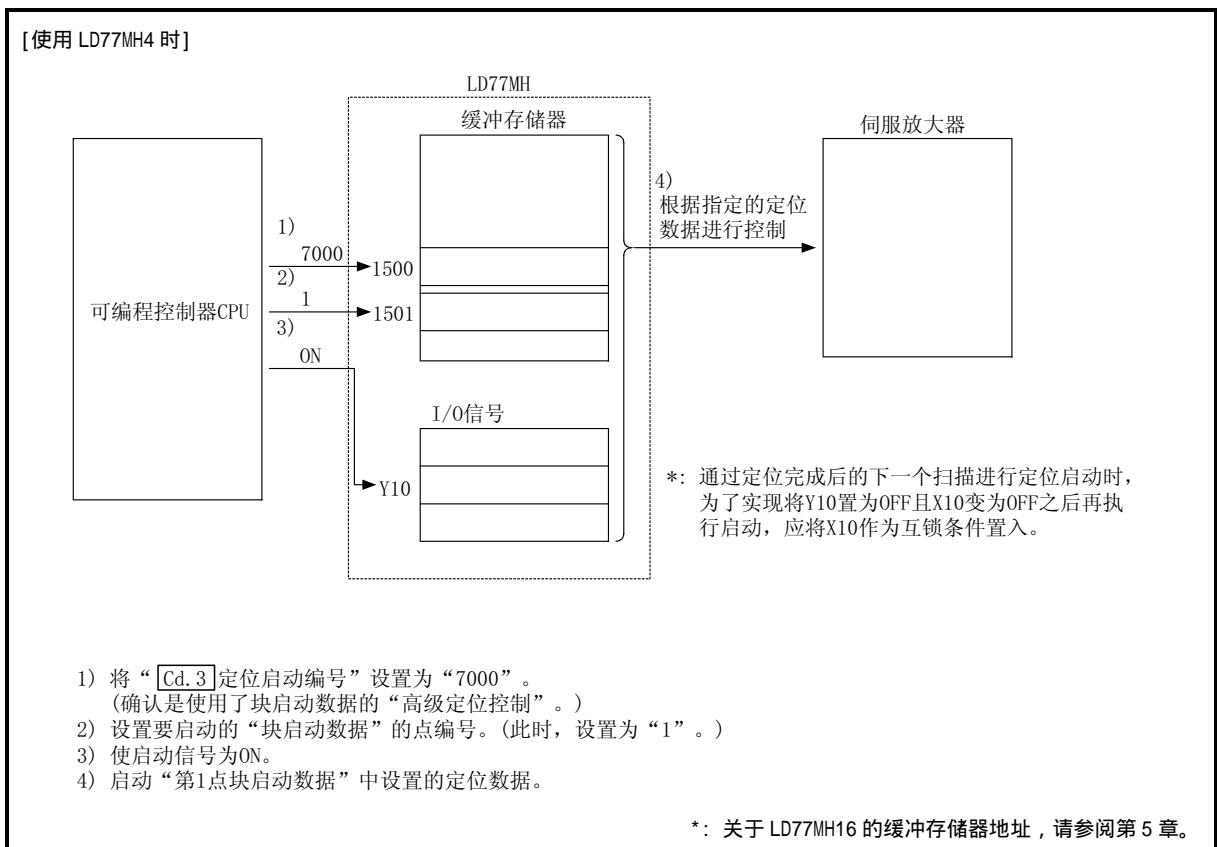 [使用 LD77MH4 时]
LD77MH
缓冲存储器
伺服放大器
可编程控制器CPU
1)
7000
1500
2)
1
1501
3)
ON
4)
根据指定的定位
数据进行控制
I/O信号
Y10
*: 通过定位完成后的下一个扫描进行定位启动时，
为了实现将Y10置为OFF且X10变为OFF之后再执
行启动，应将X10作为互锁条件置入。
1) 将“ Cd.3 定位启动编号”设置为“7000”。
(确认是使用了块启动数据的“高级定位控制”。)
2) 设置要启动的“块启动数据”的点编号。(此时，设置为“1”。)
3) 使启动信号为ON。
4) 启动“第1点块启动数据”中设置的定位数据。
*: 关于 LD77MH16 的缓冲存储器地址，请参阅第 5 章。